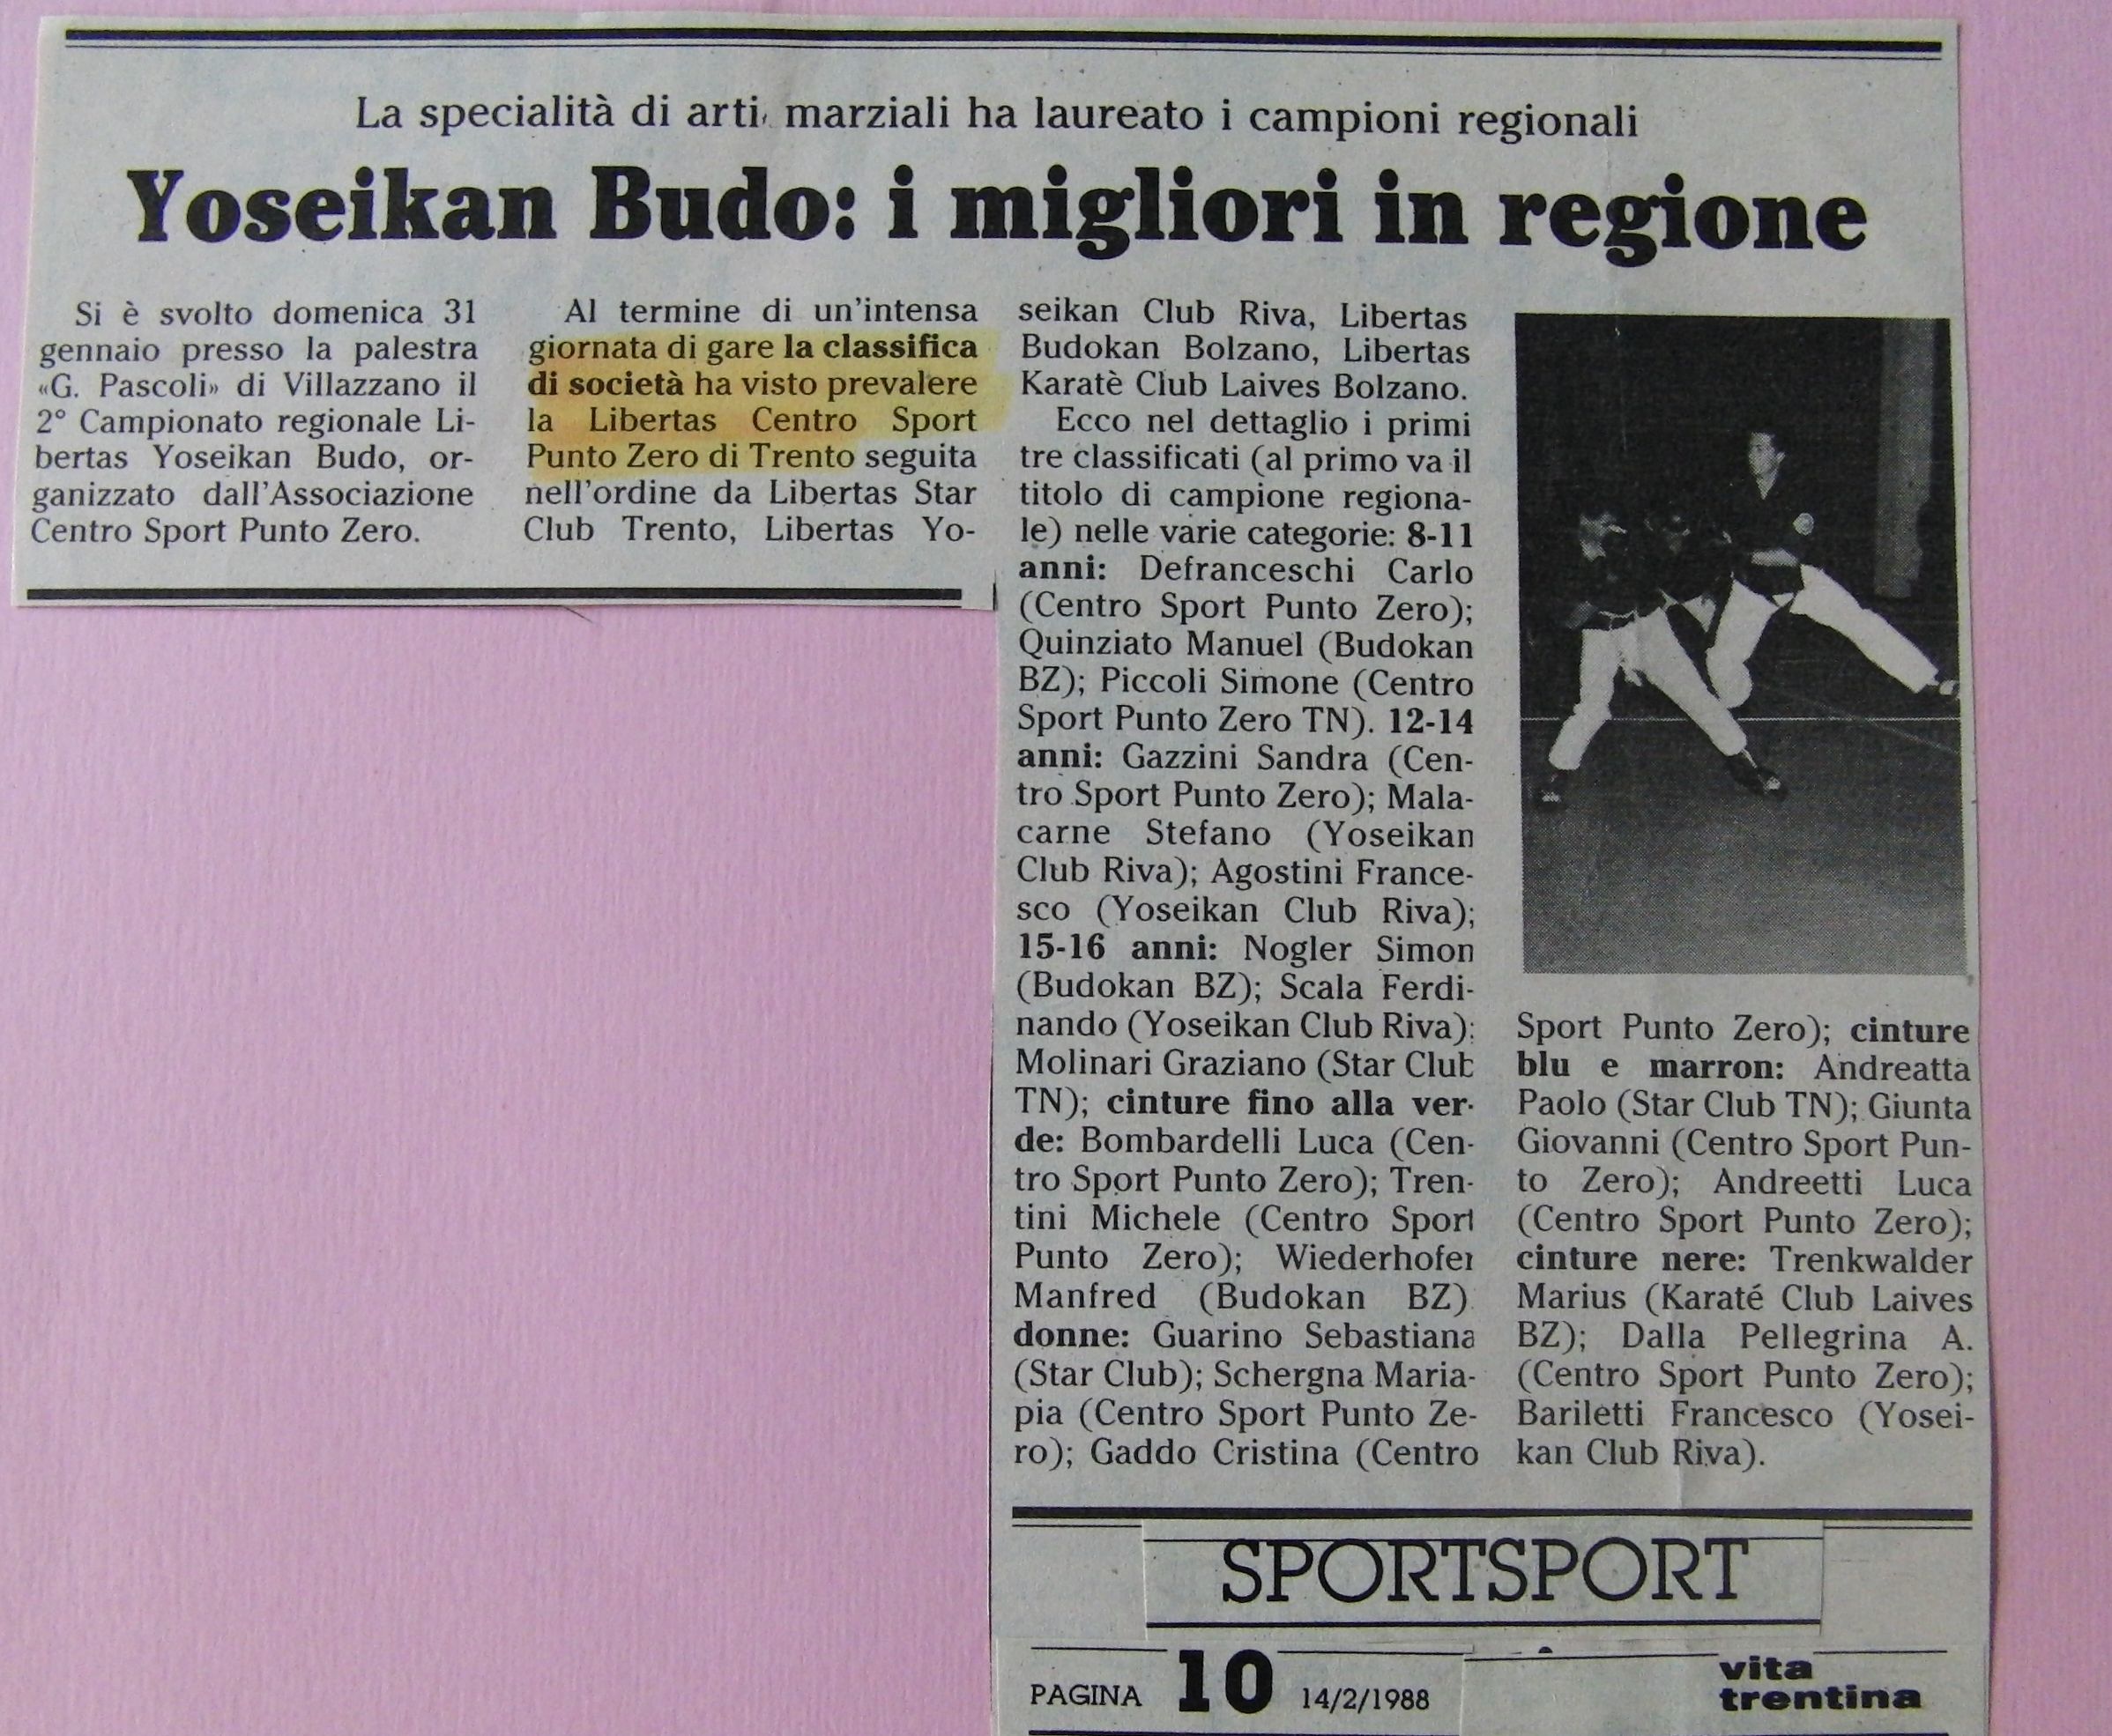 La specialità di arti marziali ha laureato i campioni regionali
Yoseikan Budo: i migliori in regione
Si è svolto domenica 31
gennaio presso la palestra
«G. Pascoli» di Villazzano il
2° Campionato regionale Li-
bertas Yoseikan Budo, or-
ganizzato dall'Associazione
Centro Sport Punto Zero.
Al termine di un'intensa
giornata di gare la classifica
di società ha visto prevalere
la Libertas Centro Sport
Punto Zero di Trento seguita
nell'ordine da Libertas Star
Club Trento, Libertas Yo-
seikan Club Riva, Libertas
Budokan Bolzano, Libertas
Karatè Club Laives Bolzano.
Ecco nel dettaglio i primi
tre classificati (al primo va il
titolo di campione regiona-
le) nelle varie categorie: 8-11
anni: Defranceschi Carlo
(Centro Sport Punto Zero);
Quinziato Manuel (Budokan
BZ); Piccoli Simone (Centro
Sport Punto Zero TN). 12-14
anni: Gazzini Sandra (Cen-
tro Sport Punto Zero); Mala-
carne Stefano (Yoseikan
Club Riva); Agostini France-
sco (Yoseikan Club Riva);
15-16 anni: Nogler Simon
(Budokan BZ); Scala Ferdi-
nando (Yoseikan Club Riva);
Molinari Graziano (Star Club
TN); cinture fino alla ver-
de: Bombardelli Luca (Cen-
tro Sport Punto Zero); Tren-
tini Michele (Centro Sport
Punto Zero); Wiederhofer
Manfred (Budokan BZ)
donne: Guarino Sebastiana
(Star Club); Schergna Maria-
pia (Centro Sport Punto Ze-
ro); Gaddo Cristina (Centro
Sport Punto Zero); cinture
blu e marron: Andreatta
Paolo (Star Club TN); Giunta
Giovanni (Centro Sport Pun-
to Zero); Andreetti Luca
(Centro Sport Punto Zero);
cinture nere: Trenkwalder
Marius (Karaté Club Laives
BZ); Dalla Pellegrina A.
(Centro Sport Punto Zero);
Bariletti Francesco (Yosei-
kan Club Riva).
SPORTSPORT
PAGINA 10 14/2/1988
vita
trentina